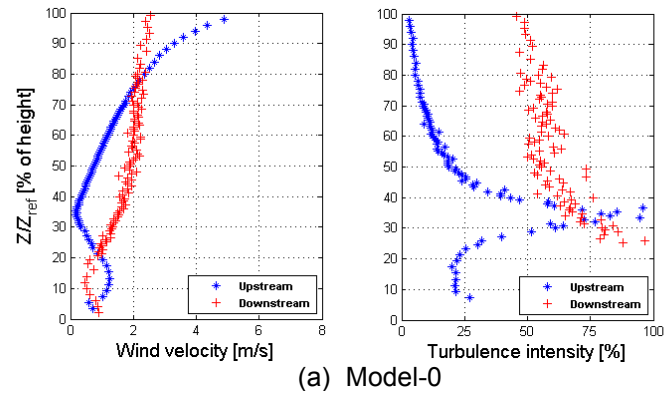 Z/Z_ref [% of height]
100
90
80
70
60
50
40
30
20
10
0
Upstream
Downstream
0 2 4 6 8
Wind velocity [m/s]
100
90
80
70
60
50
40
30
20
10
0
Upstream
Downstream
0 25 50 75 100
Turbulence intensity [%]
(a) Model-0